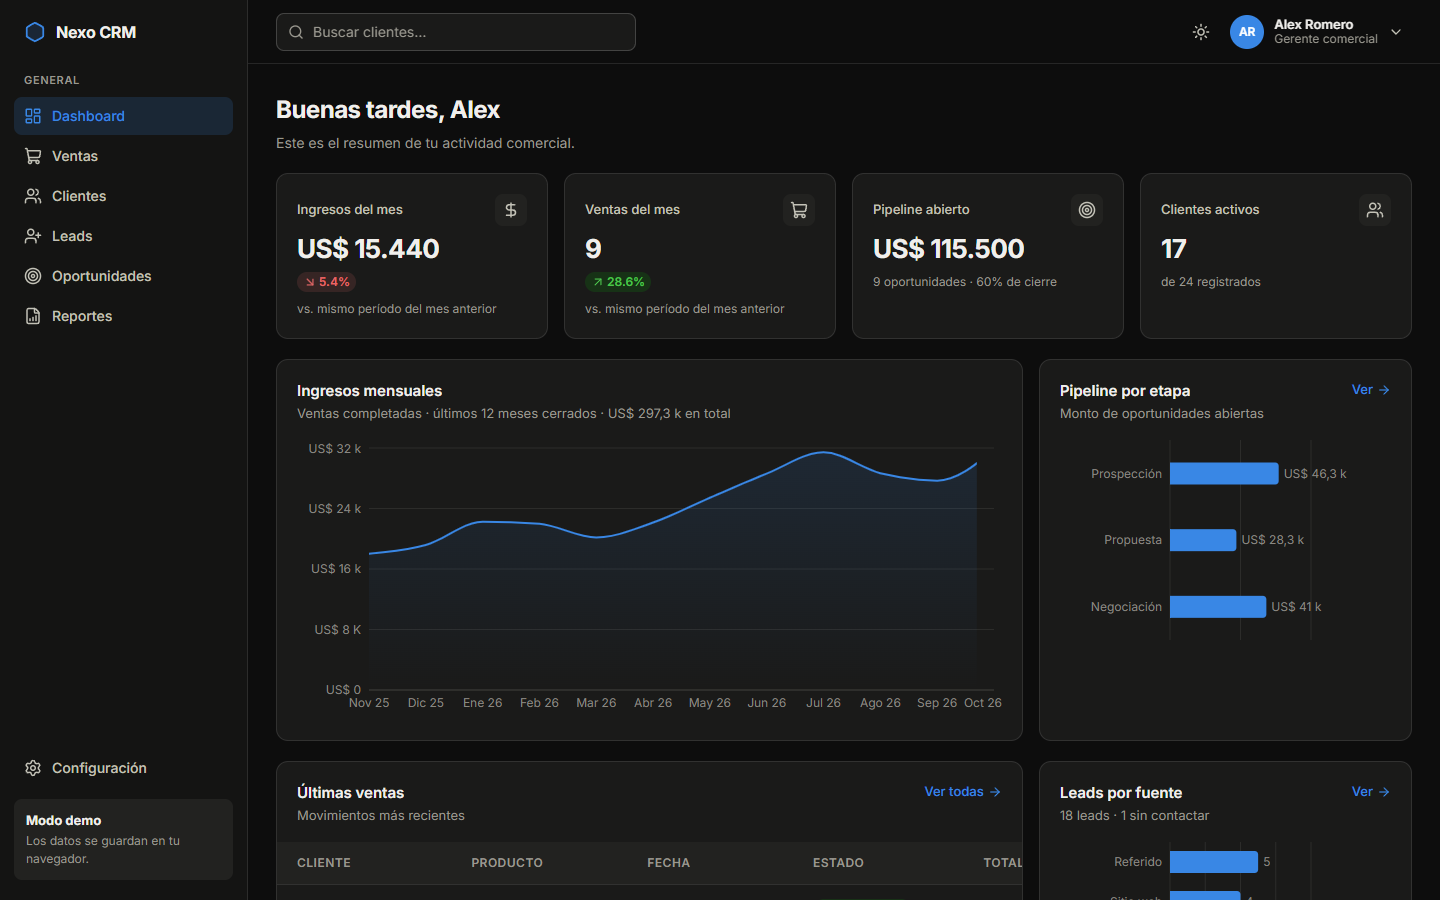 Nexo CRM
GENERAL
Dashboard
Ventas
Clientes
Leads
Oportunidades
Reportes
Configuración
Modo demo
Los datos se guardan en tu
navegador.
Buscar clientes...
AR
Alex Romero
Gerente comercial
Buenas tardes, Alex
Este es el resumen de tu actividad comercial.
Ingresos del mes
US$ 15.440
5.4%
vs. mismo período del mes anterior
Ventas del mes
9
28.6%
vs. mismo período del mes anterior
Pipeline abierto
US$ 115.500
9 oportunidades · 60% de cierre
Clientes activos
17
de 24 registrados
Ingresos mensuales
Ventas completadas · últimos 12 meses cerrados · US$ 297,3 k en total
US$ 32 k
US$ 24 k
US$ 16 k
US$ 8 K
US$ 0
Nov 25 Dic 25 Ene 26 Feb 26 Mar 26 Abr 26 May 26 Jun 26 Jul 26 Ago 26 Sep 26 Oct 26
Pipeline por etapa
Ver
Monto de oportunidades abiertas
Prospección US$ 46,3 k
Propuesta US$ 28,3 k
Negociación US$ 41 k
Últimas ventas
Ver todas
Movimientos más recientes
CLIENTE PRODUCTO FECHA ESTADO TOTAL
Leads por fuente
Ver
18 leads · 1 sin contactar
Referido 5